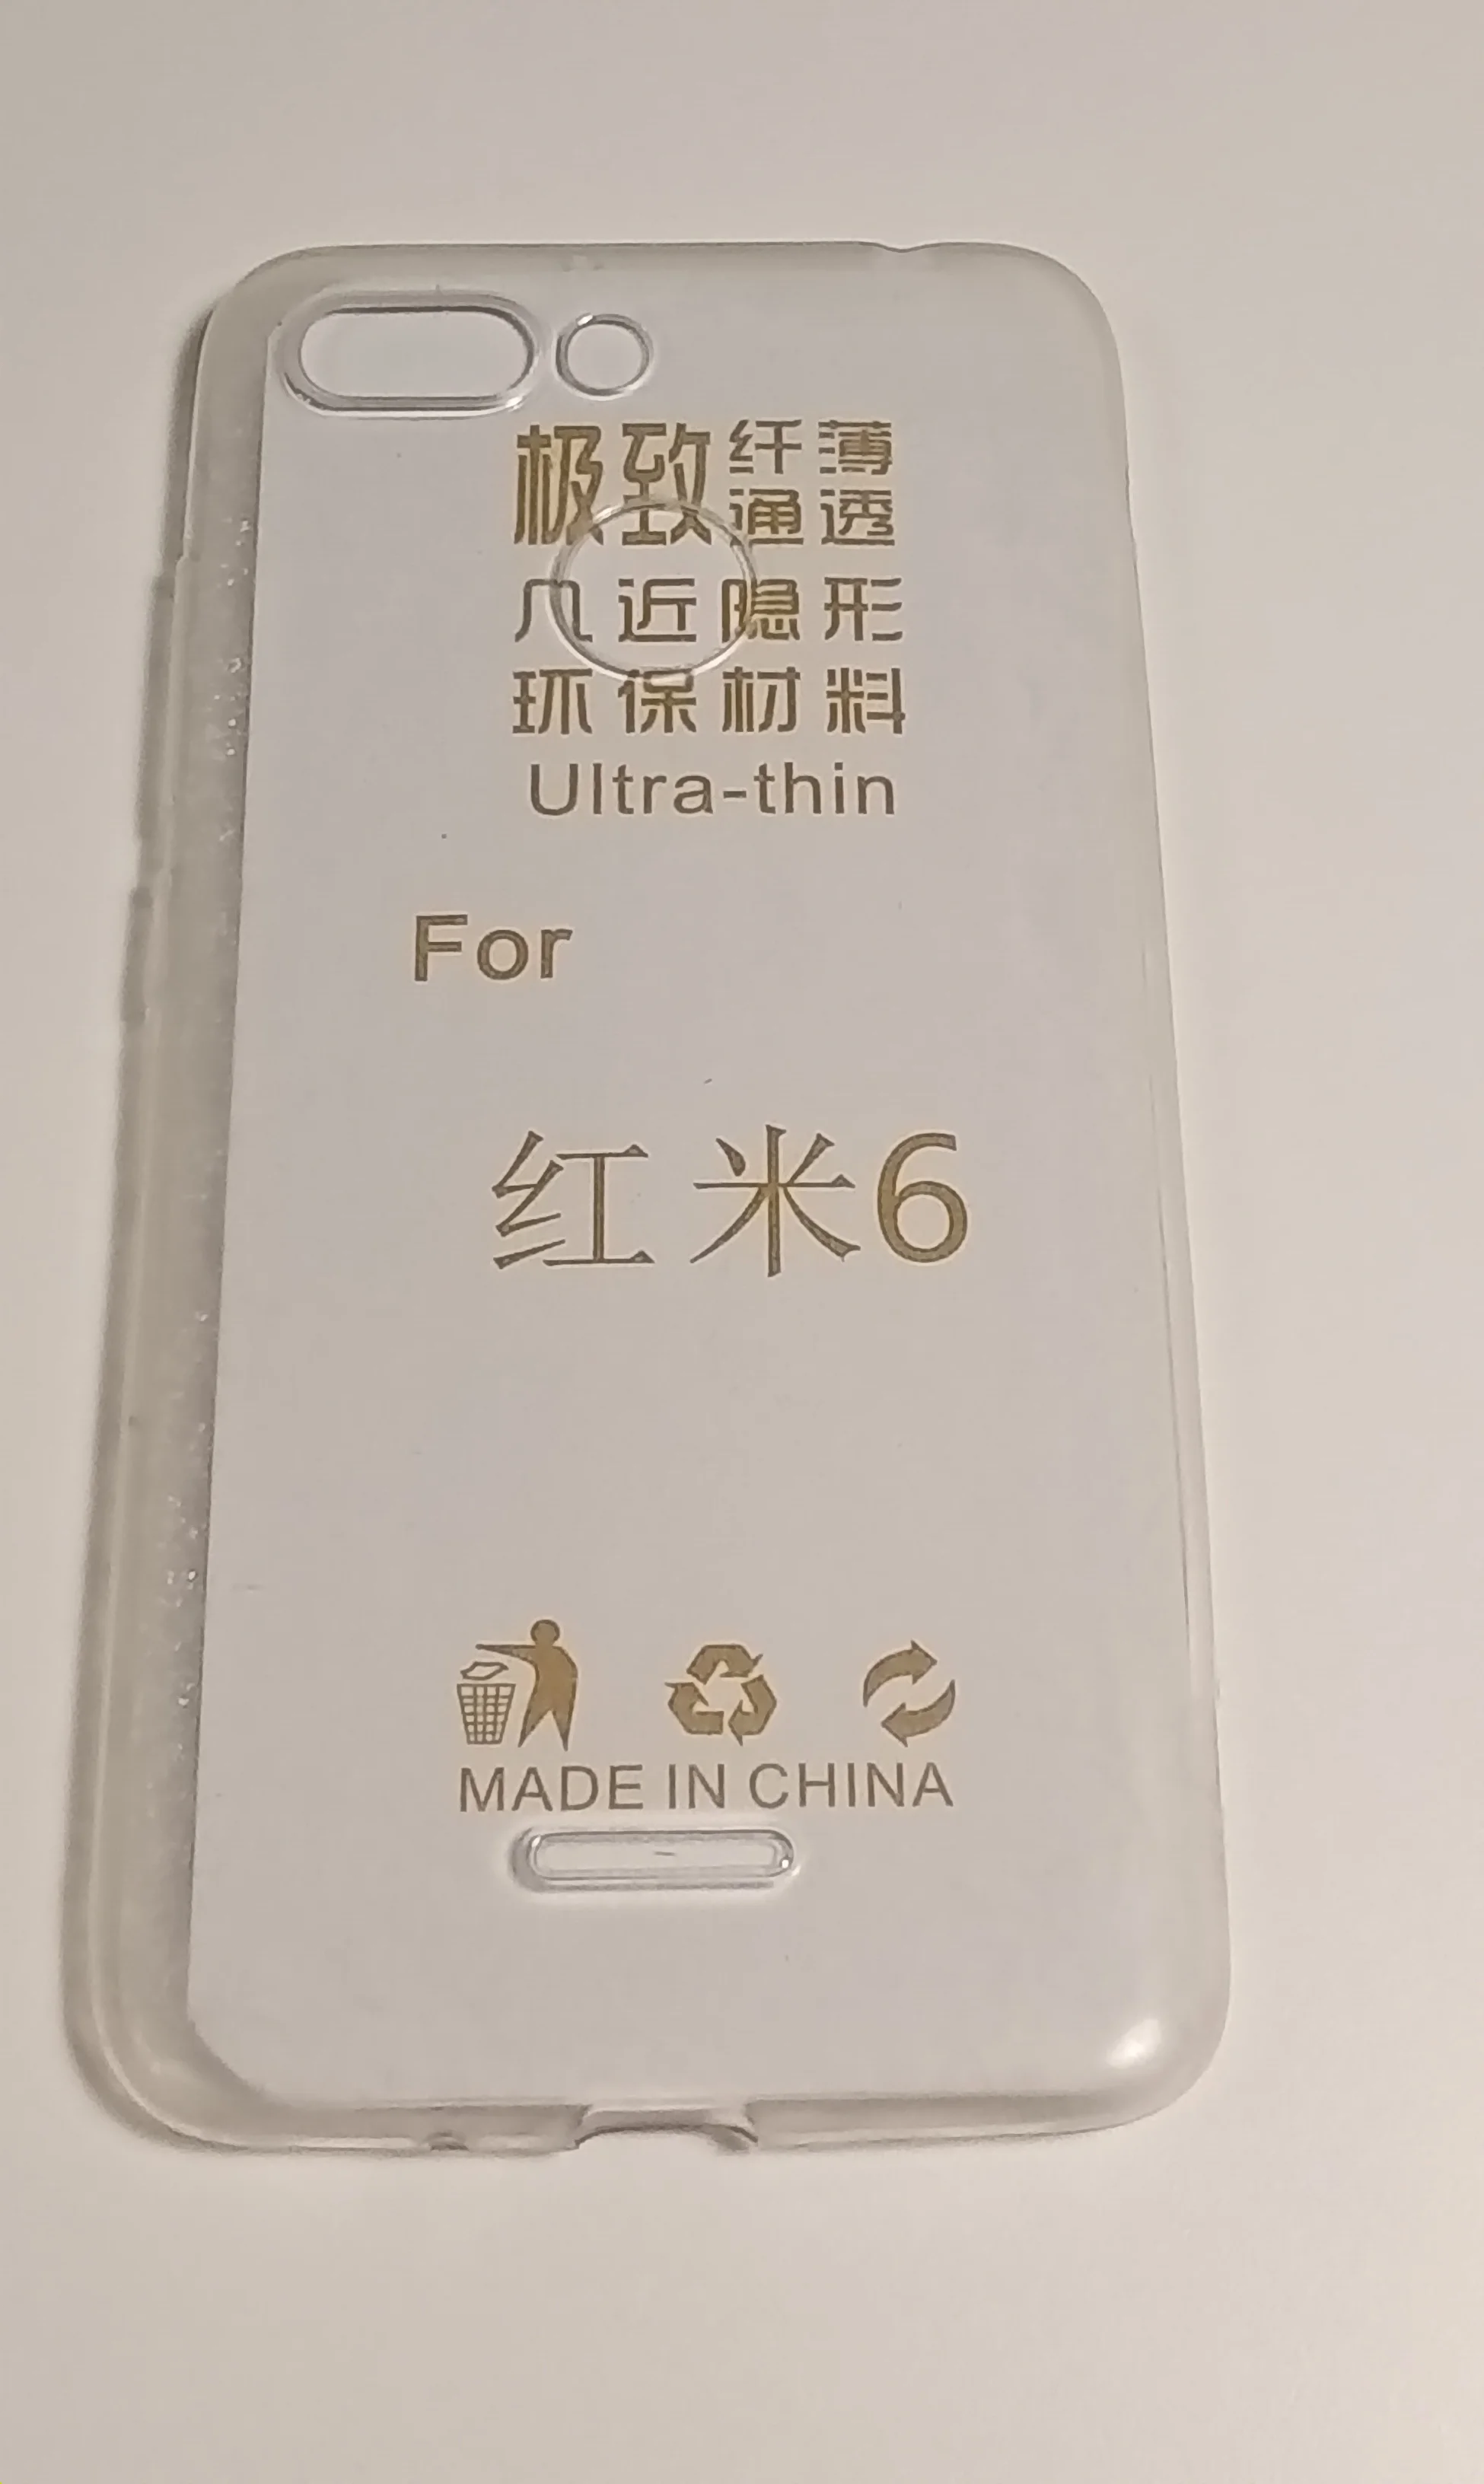 极致纤薄
通透
几近隐形
环保材料
Ultra-thin
For
红米6
MADE IN CHINA